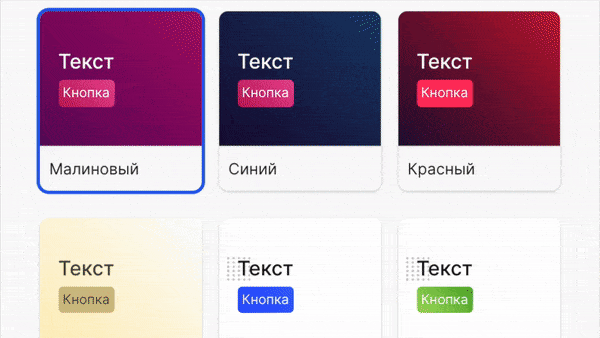 Текст
Кнопка
Малиновый
Текст
Кнопка
Синий
Текст
Кнопка
Красный
Текст
Кнопка
Текст
Кнопка
Текст
Кнопка